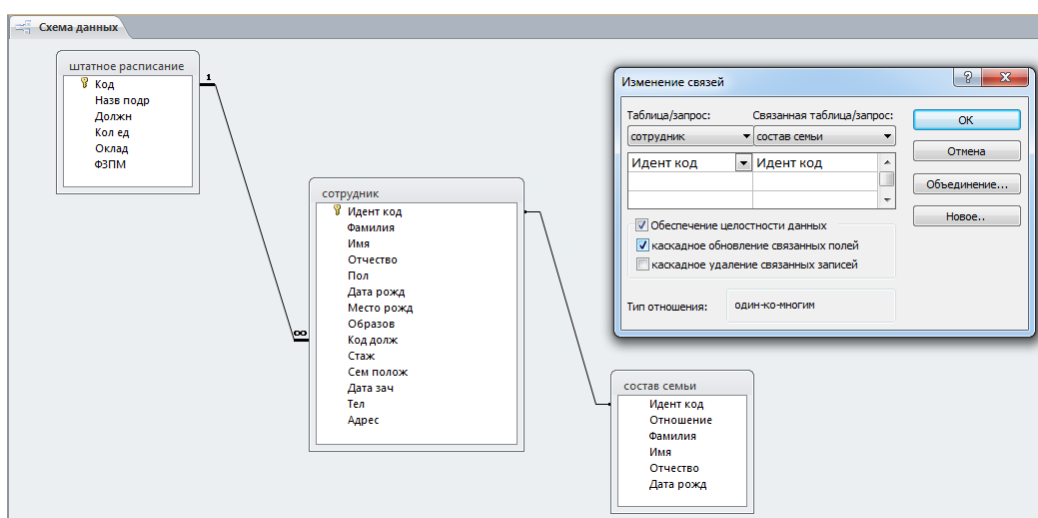 Схема данных
штатное расписание
Код
Назв подр
Должн
Кол ед
Оклад
ФЗПМ
1
∞
сотрудник
Идент код
Фамилия
Имя
Отчество
Пол
Дата рожд
Место рожд
Образов
Код долж
Стаж
Сем полож
Дата зач
Тел
Адрес
состав семьи
Идент код
Отношение
Фамилия
Имя
Отчество
Дата рожд
Изменение связей
?
Таблица/запрос: Связанная таблица/запрос:
сотрудник состав семьи
Идент код Идент код
Обеспечение целостности данных
каскадное обновление связанных полей
каскадное удаление связанных записей
Тип отношения: один-ко-многим
OK
Отмена
Объединение...
Новое..